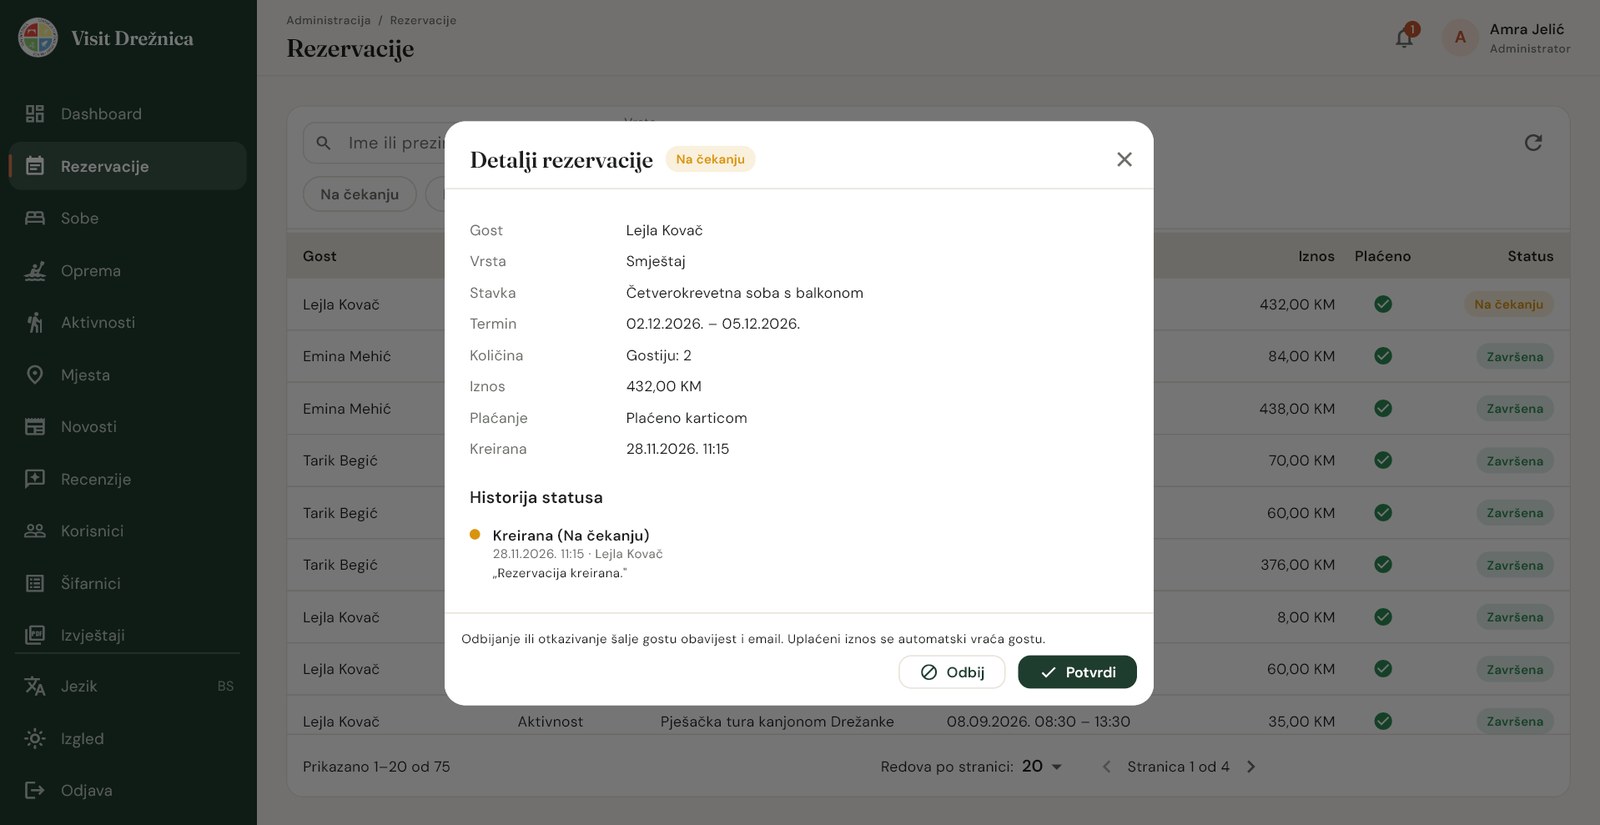 Visit Drežnica
Dashboard
Rezervacije
Sobe
Oprema
Aktivnosti
Mjesta
Novosti
Recenzije
Korisnici
Šifarnici
Izvještaji
Jezik BS
Izgled
Odjava
Administracija / Rezervacije
Rezervacije
1
A
Amra Jelić
Administrator
Ime ili prezi
Na čekanju
Gost Iznos Plaćeno Status
Lejla Kovač 432,00 KM Na čekanju
Emina Mehić 84,00 KM Završena
Emina Mehić 438,00 KM Završena
Tarik Begić 70,00 KM Završena
Tarik Begić 60,00 KM Završena
Tarik Begić 376,00 KM Završena
Lejla Kovač 8,00 KM Završena
Lejla Kovač 60,00 KM Završena
Lejla Kovač Aktivnost Pješačka tura kanjonom Drežanke 08.09.2026. 08:30 – 13:30 35,00 KM Završena
Prikazano 1–20 od 75 Redova po stranici: 20 Stranica 1 od 4
Detalji rezervacije Na čekanju
Gost Lejla Kovač
Vrsta Smještaj
Stavka Četverokrevetna soba s balkonom
Termin 02.12.2026. – 05.12.2026.
Količina Gostiju: 2
Iznos 432,00 KM
Plaćanje Plaćeno karticom
Kreirana 28.11.2026. 11:15
Historija statusa
Kreirana (Na čekanju)
28.11.2026. 11:15 · Lejla Kovač
„Rezervacija kreirana."
Odbijanje ili otkazivanje šalje gostu obavijest i email. Uplaćeni iznos se automatski vraća gostu.
Odbij Potvrdi